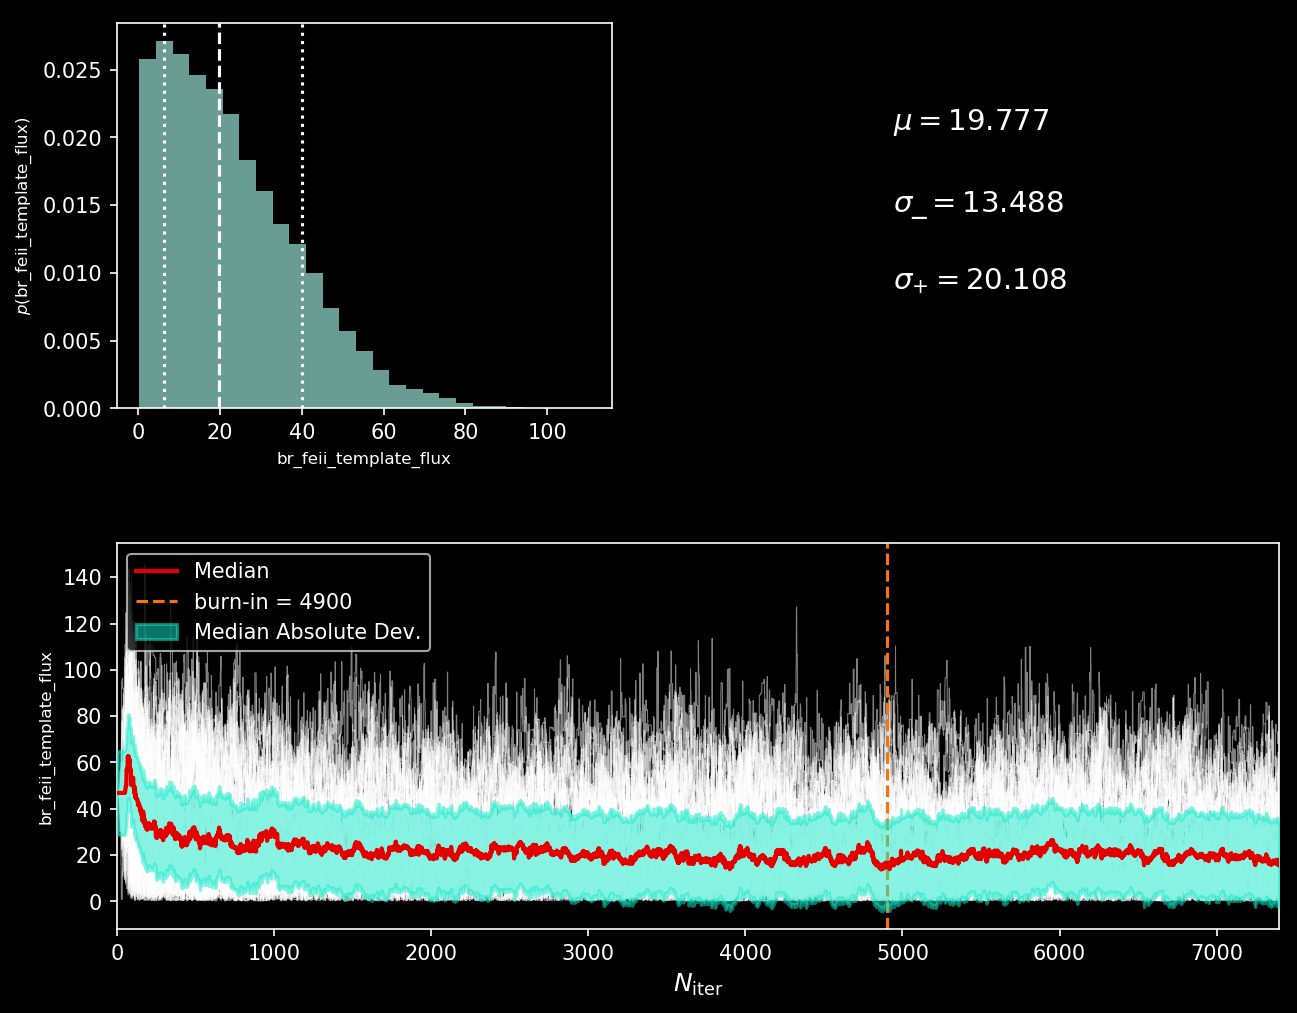 0.025
0.020
0.015
0.010
0.005
0.000
p(br_feii_template_flux)
0 20 40 60 80 100
br_feii_template_flux
μ = 19.777
σ_ = 13.488
σ+ = 20.108
140
120
100
80
60
40
20
0
br_feii_template_flux
Median
burn-in = 4900
Median Absolute Dev.
0 1000 2000 3000 4000 5000 6000 7000
N_iter